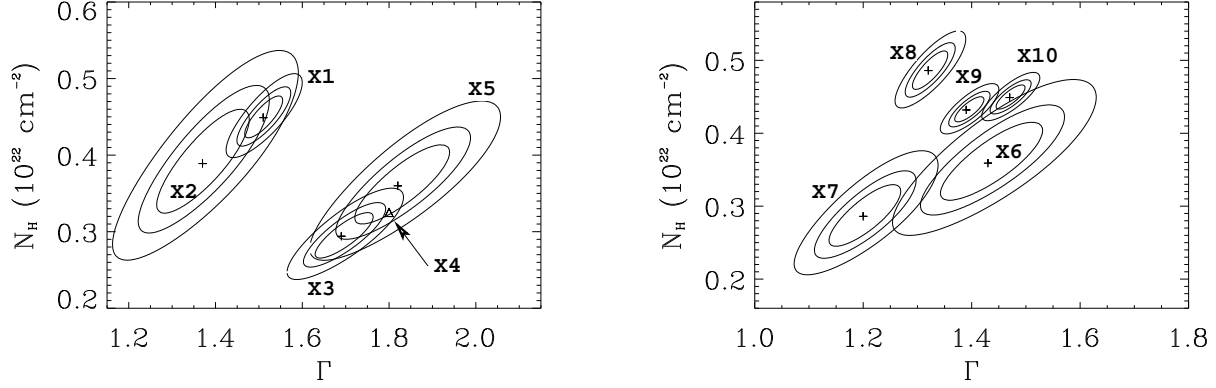 0.6
0.5
0.4
0.3
0.2
N_H (10^22 cm^-2)
X1
X2
X5
X4
X3
1.2 1.4 1.6 1.8 2.0
Γ
0.5
0.4
0.3
0.2
N_H (10^22 cm^-2)
X8
X10
X9
X6
X7
1.0 1.2 1.4 1.6 1.8
Γ